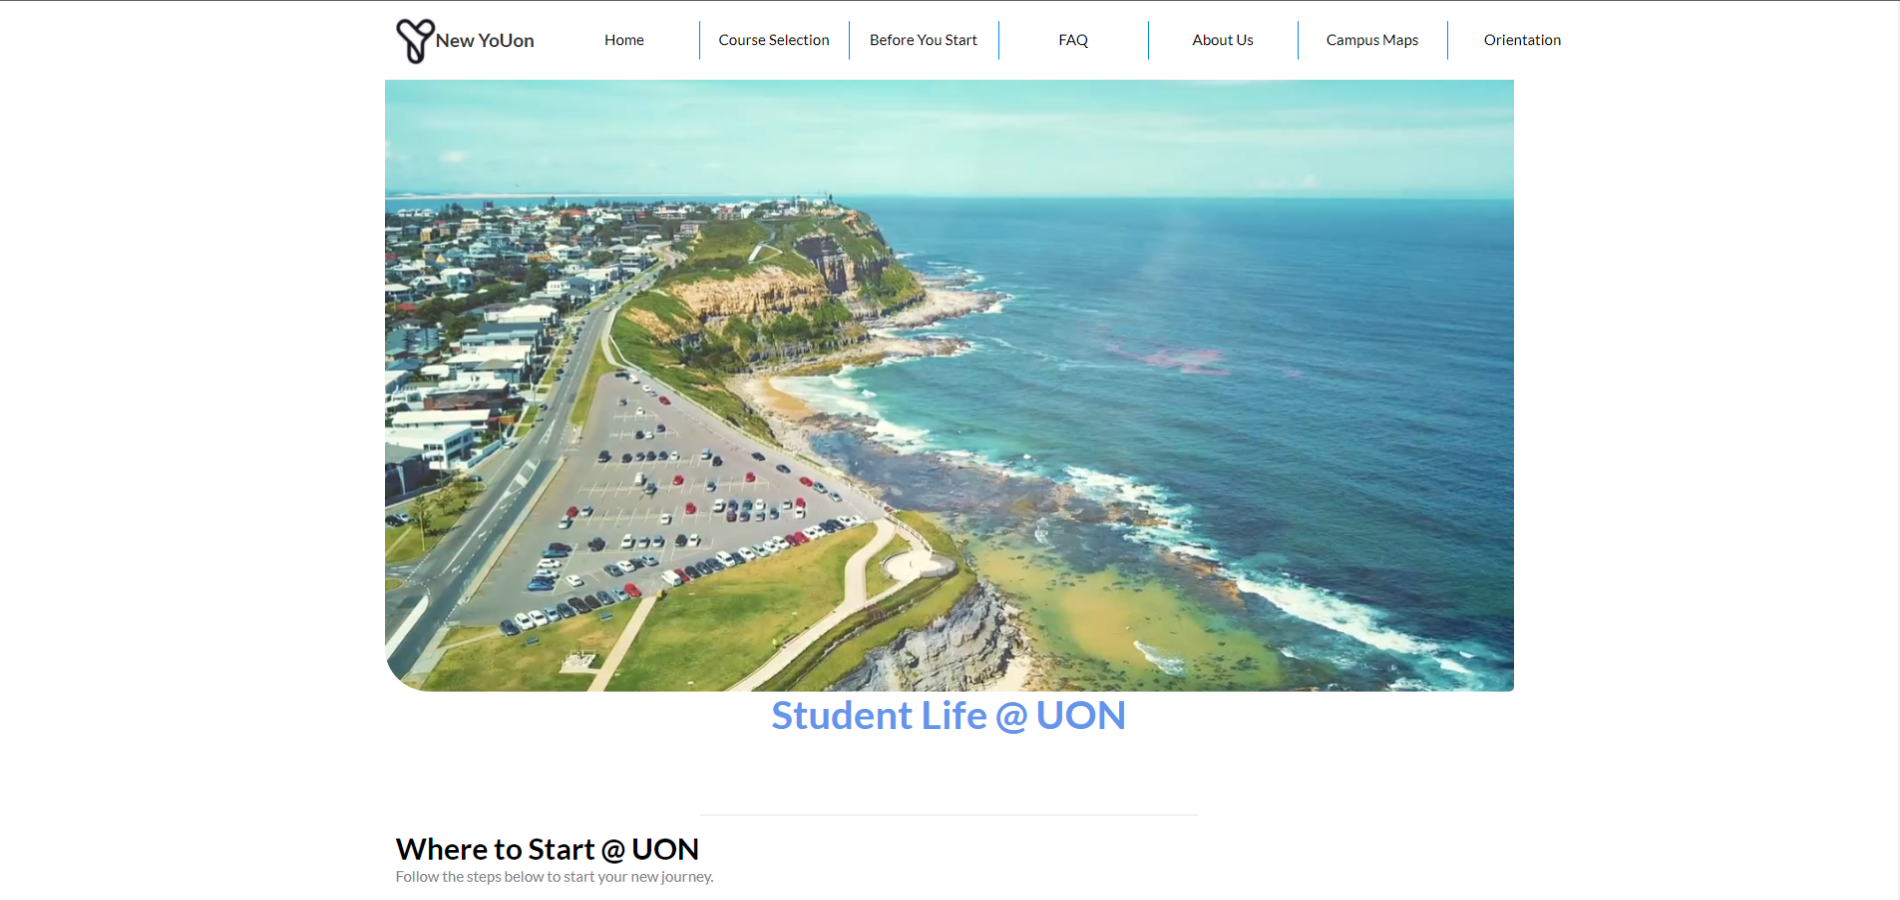 New YoUon
Home
Course Selection
Before You Start
FAQ
About Us
Campus Maps
Orientation
Student Life @ UON
Where to Start @ UON
Follow the steps below to start your new journey.